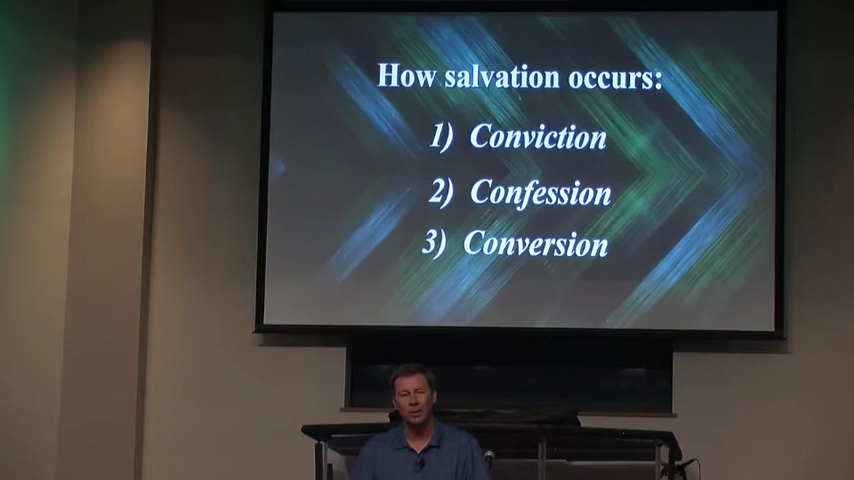 How salvation occurs:
1) Conviction
2) Confession
3) Conversion